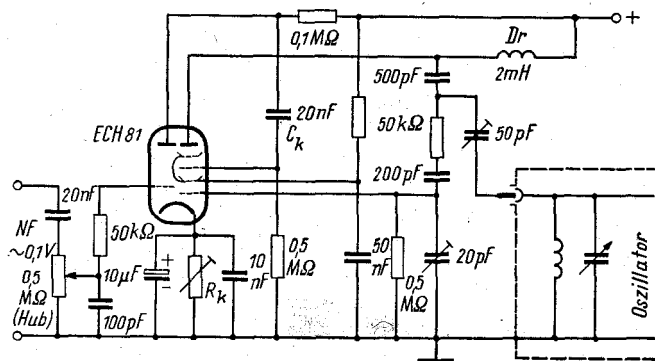 +
0,1MΩ
Dr
2mH
500pF
ECH 81
20nF
C_k
50kΩ
50pF
200pF
20nF
NF
~0,1V
0,5
MΩ
(Hub)
50kΩ
10µF
+
−
100pF
R_k
10
nF
0,5
MΩ
50
nF
0,5
MΩ
20pF
Oszillator